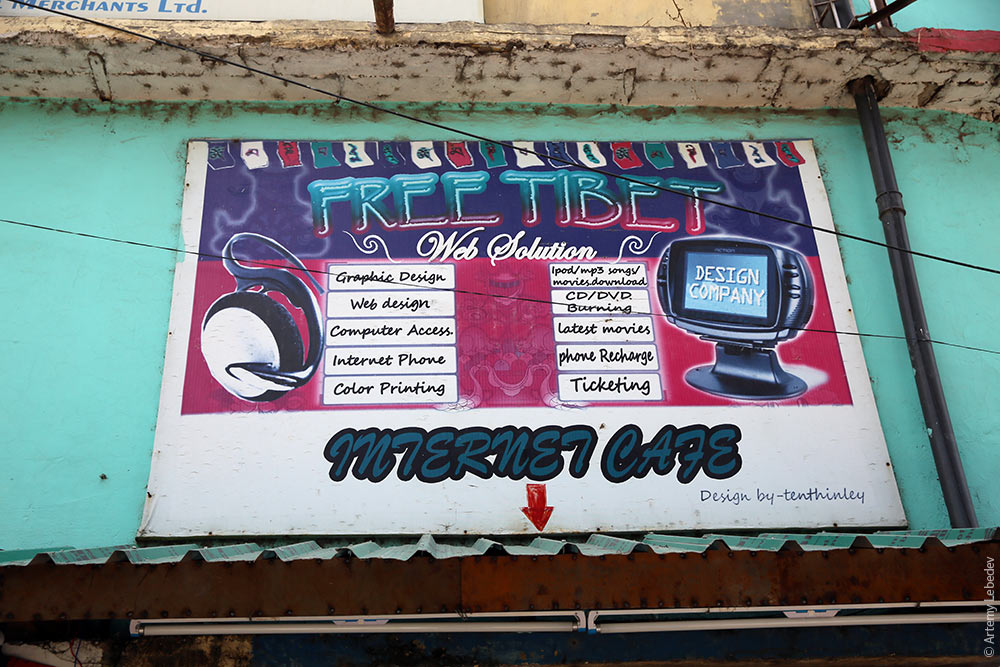 MERCHANTS Ltd.
FREE TIBET
Web Solution
Graphic Design
Web design
Computer Access.
Internet Phone
Color Printing
Ipod/mp3 songs/
movies.download
CD/DVD.
Burning
latest movies
phone Recharge
Ticketing
DESIGN
COMPANY
INTERNET CAFE
Design by-tenthinley
© Artemy Lebedev